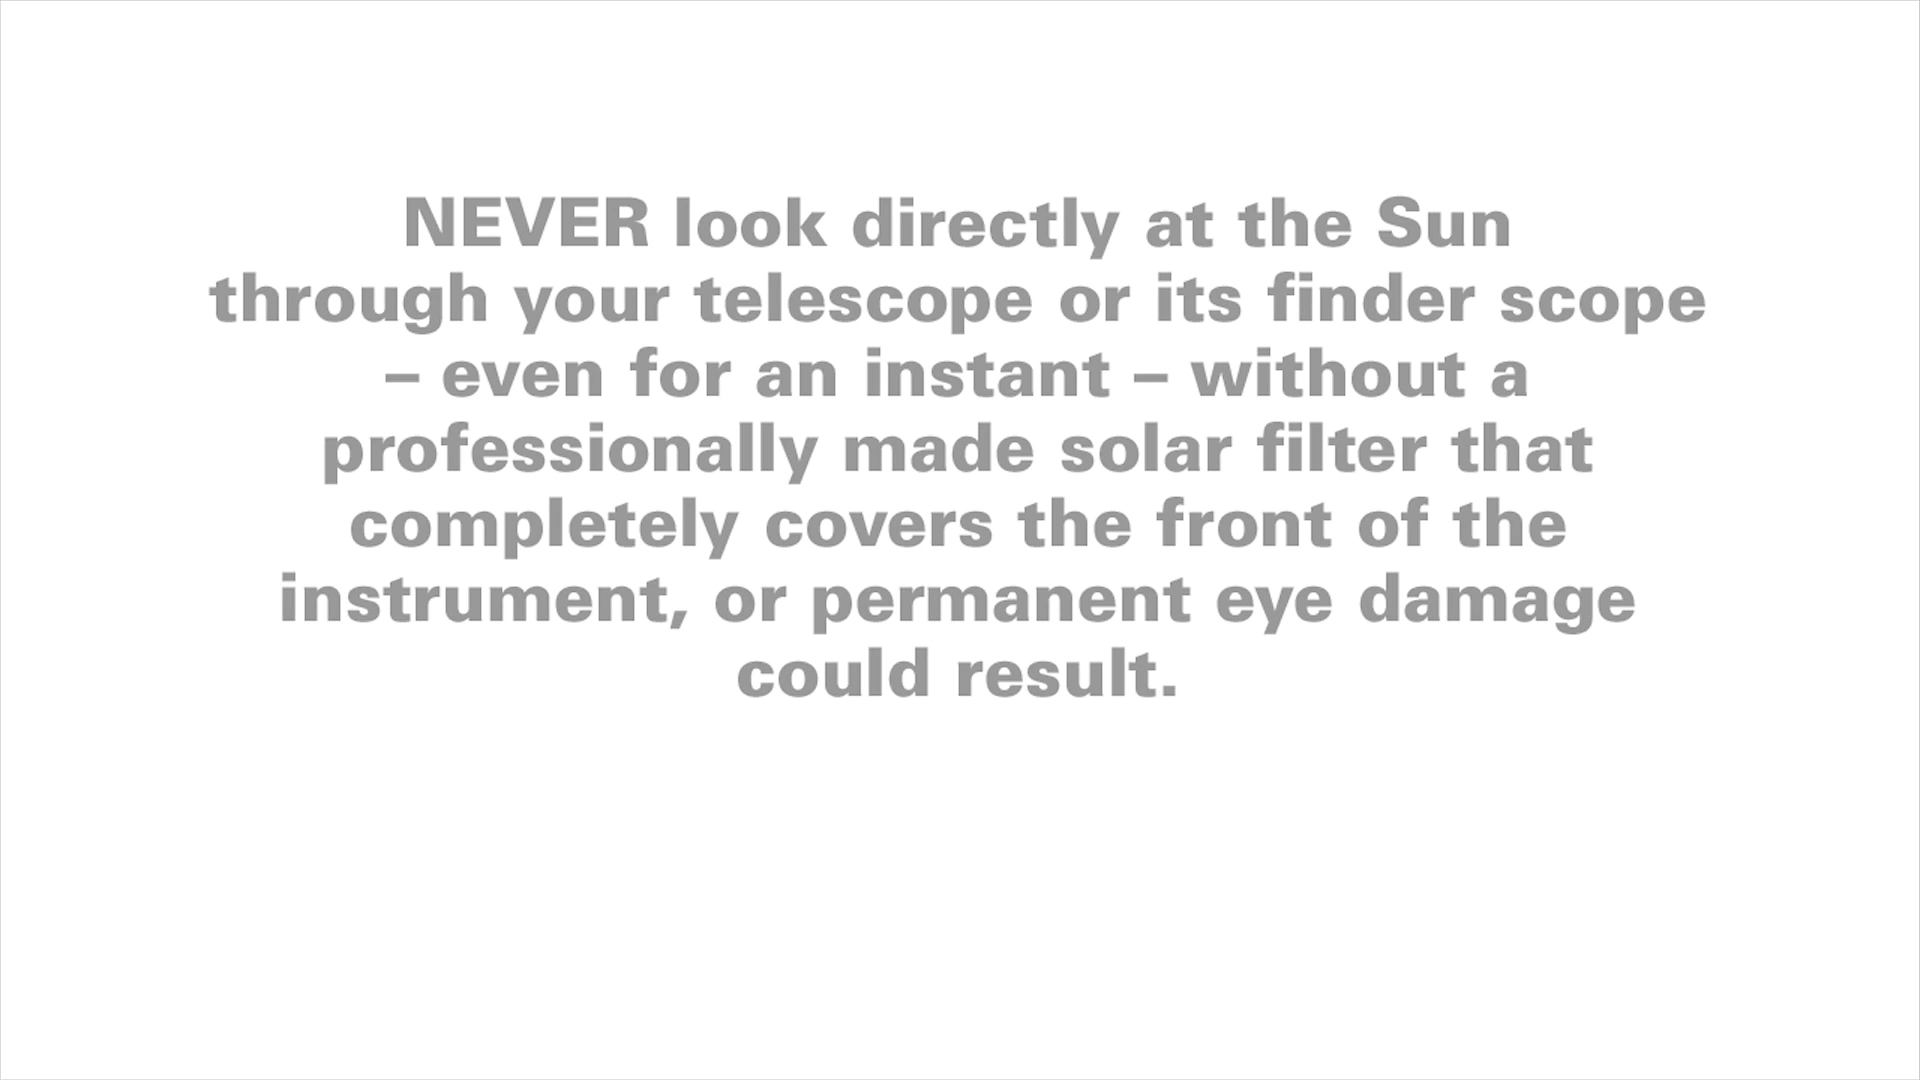 NEVER look directly at the Sun
through your telescope or its finder scope
– even for an instant – without a
professionally made solar filter that
completely covers the front of the
instrument, or permanent eye damage
could result.